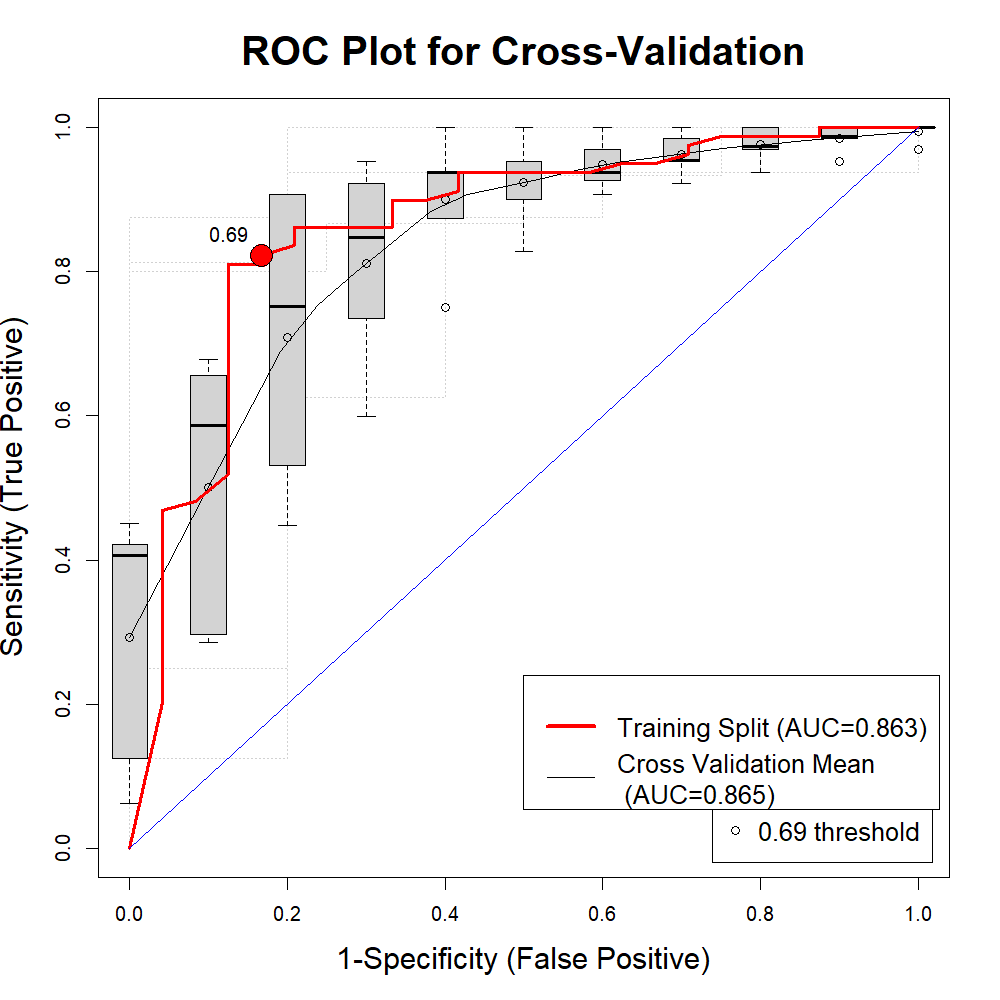 ROC Plot for Cross-Validation
Sensitivity (True Positive)
1.0
0.8
0.6
0.4
0.2
0.0
0.69
Training Split (AUC=0.863)
Cross Validation Mean
(AUC=0.865)
0.69 threshold
0.0 0.2 0.4 0.6 0.8 1.0
1-Specificity (False Positive)